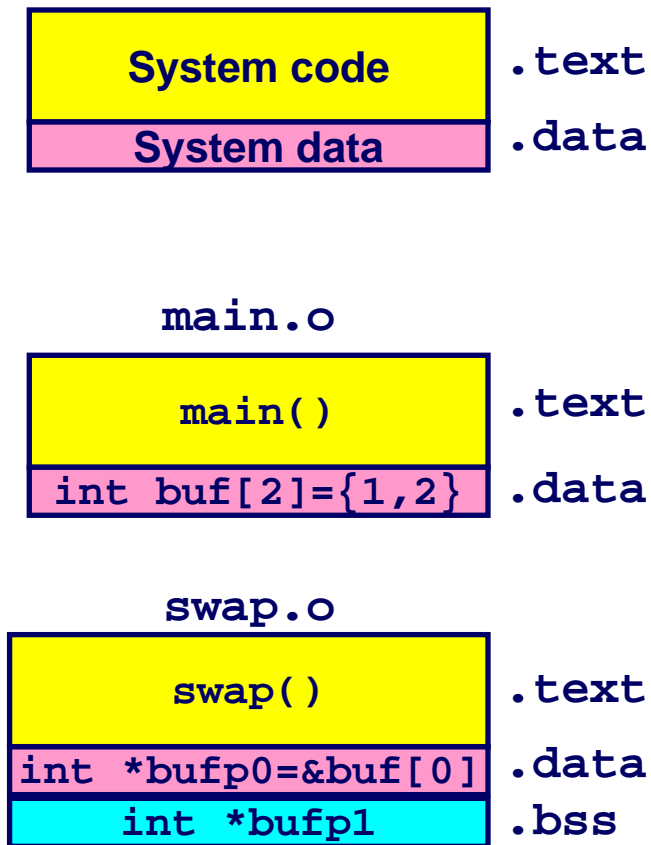 System code .text
System data .data
main.o
main() .text
int buf[2]={1,2} .data
swap.o
swap() .text
int *bufp0=&buf[0] .data
int *bufp1 .bss